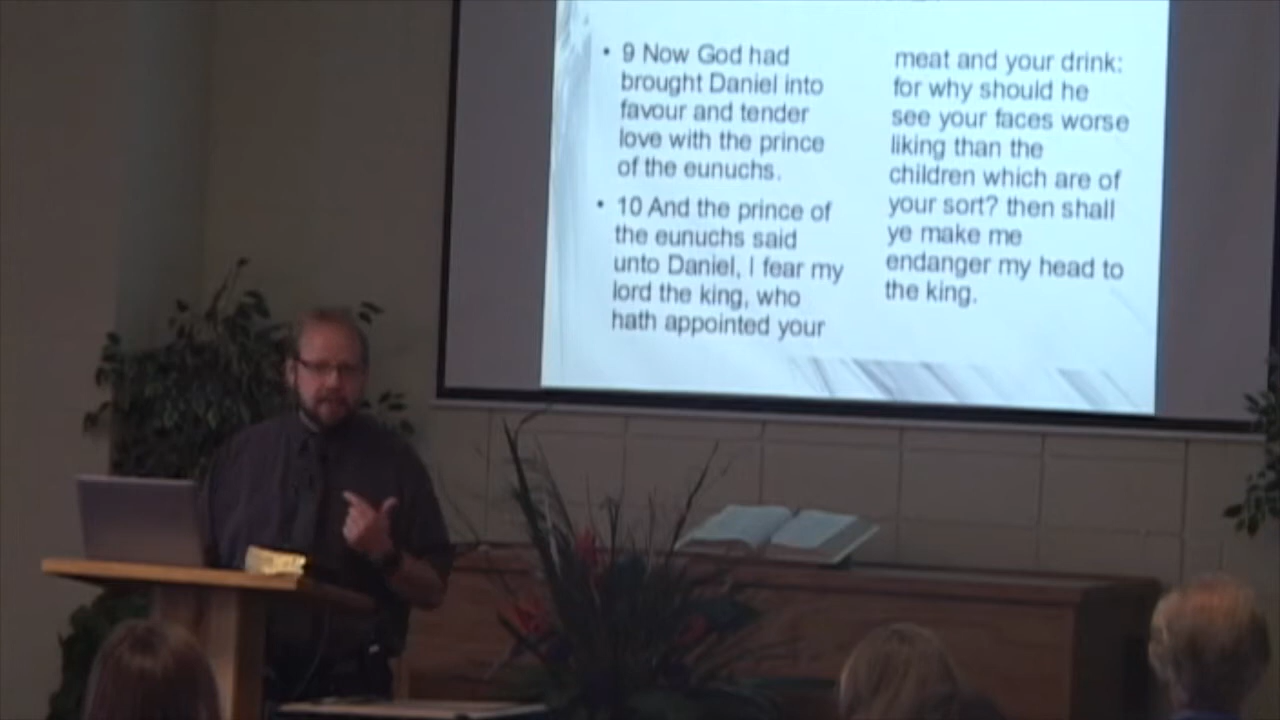 • 9 Now God had
brought Daniel into
favour and tender
love with the prince
of the eunuchs.
• 10 And the prince of
the eunuchs said
unto Daniel, I fear my
lord the king, who
hath appointed your
meat and your drink:
for why should he
see your faces worse
liking than the
children which are of
your sort? then shall
ye make me
endanger my head to
the king.